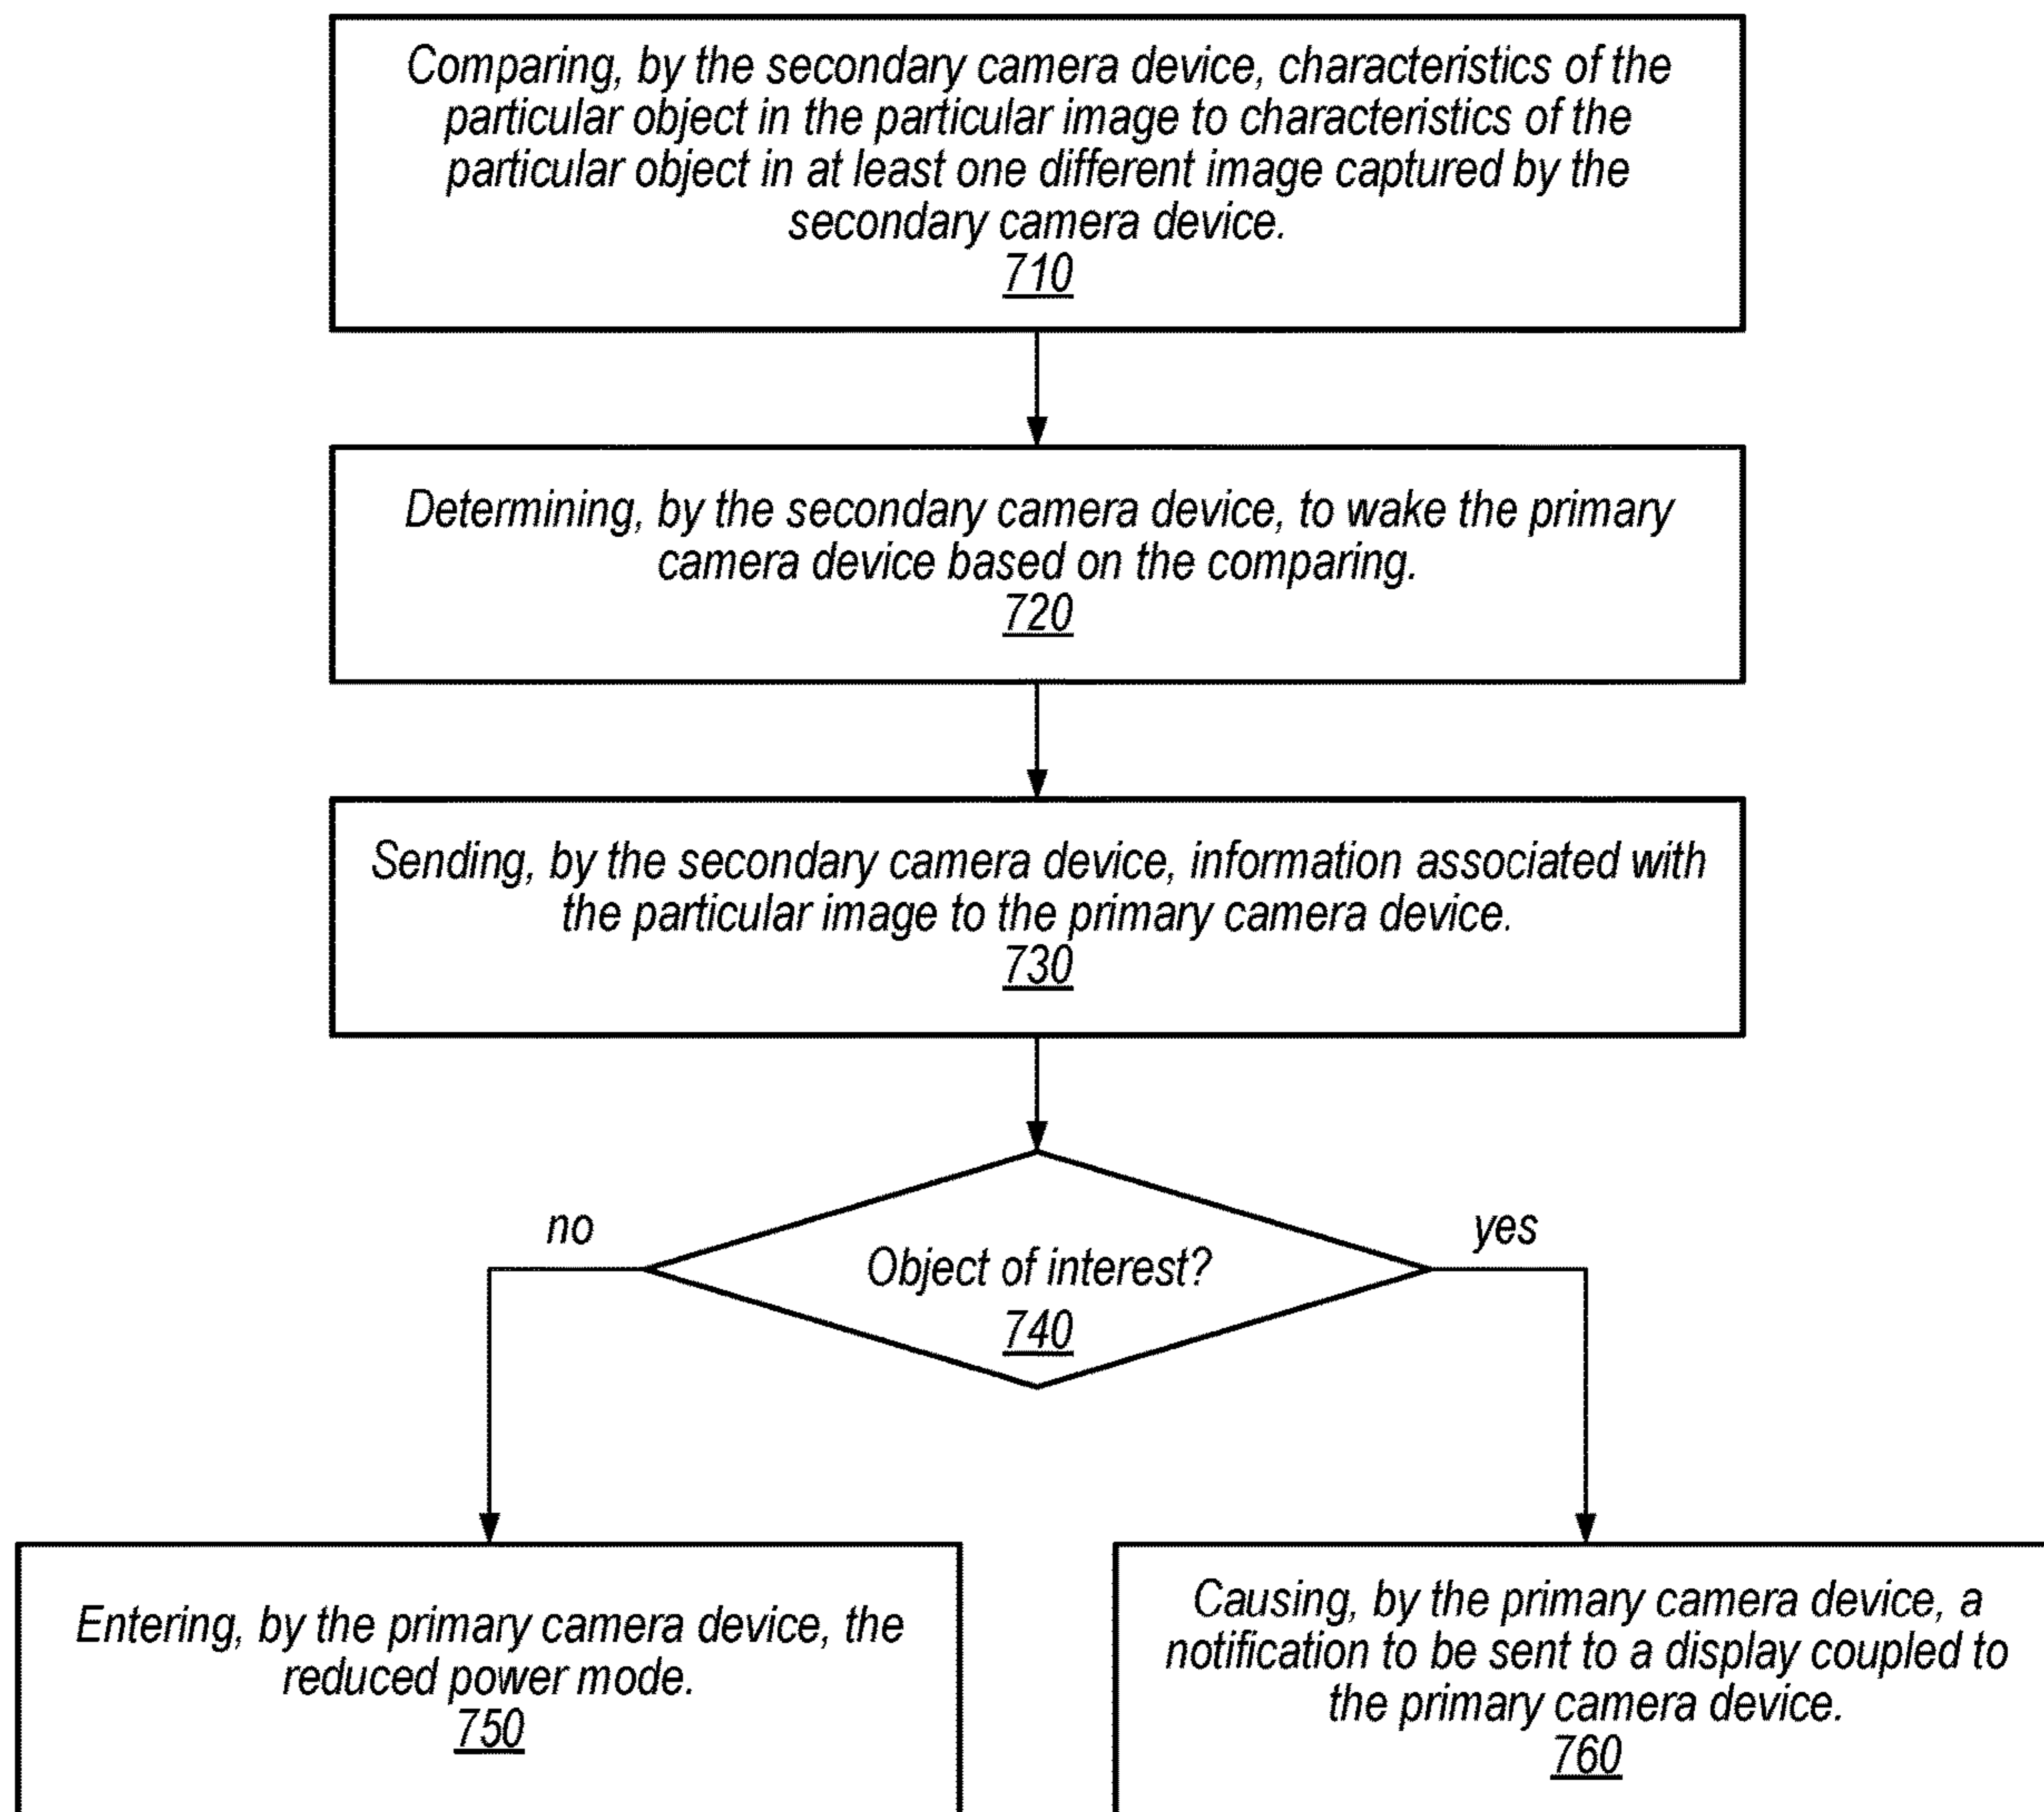 Comparing, by the secondary camera device, characteristics of the
particular object in the particular image to characteristics of the
particular object in at least one different image captured by the
secondary camera device.
710
Determining, by the secondary camera device, to wake the primary
camera device based on the comparing.
720
Sending, by the secondary camera device, information associated with
the particular image to the primary camera device.
730
no
yes
Object of interest?
740
Entering, by the primary camera device, the
reduced power mode.
750
Causing, by the primary camera device, a
notification to be sent to a display coupled to
the primary camera device.
760